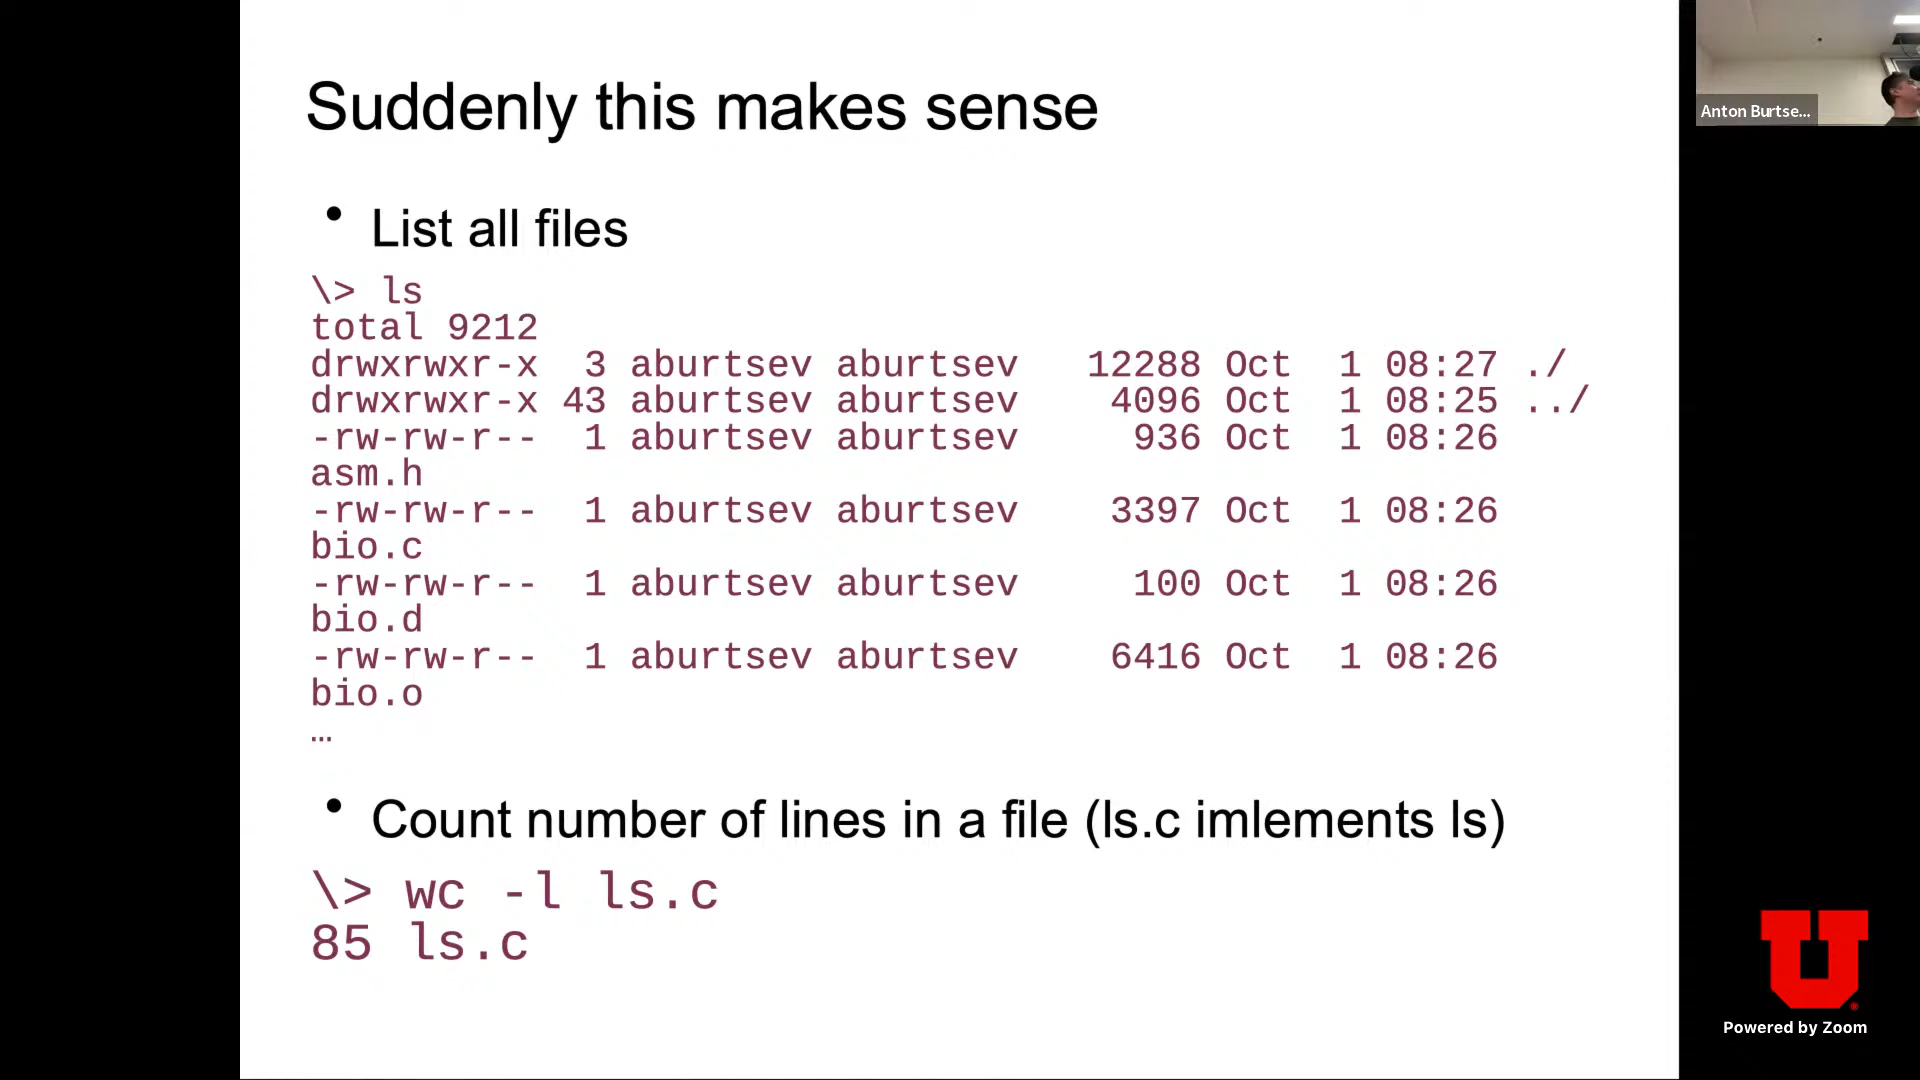 Suddenly this makes sense
• List all files
\> ls
total 9212
drwxrwxr-x  3 aburtsev aburtsev   12288 Oct  1 08:27 ./
drwxrwxr-x 43 aburtsev aburtsev    4096 Oct  1 08:25 ../
-rw-rw-r--  1 aburtsev aburtsev     936 Oct  1 08:26
asm.h
-rw-rw-r--  1 aburtsev aburtsev    3397 Oct  1 08:26
bio.c
-rw-rw-r--  1 aburtsev aburtsev     100 Oct  1 08:26
bio.d
-rw-rw-r--  1 aburtsev aburtsev    6416 Oct  1 08:26
bio.o
…
• Count number of lines in a file (ls.c imlements ls)
\> wc -l ls.c
85 ls.c
Anton Burtse...
U
Powered by Zoom